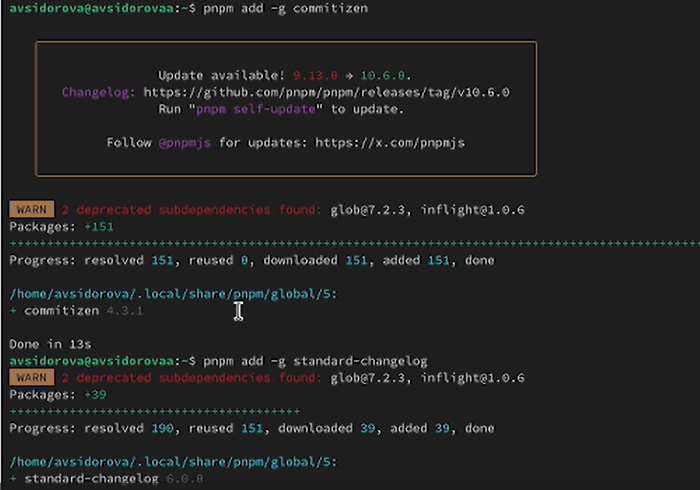 avsidorova@avsidorovaa:~$ pnpm add -g commitizen
Update available! 9.13.0 → 10.6.0.
Changelog: https://github.com/pnpm/pnpm/releases/tag/v10.6.0
Run "pnpm self-update" to update.
Follow @pnpmjs for updates: https://x.com/pnpmjs
WARN 2 deprecated subdependencies found: glob@7.2.3, inflight@1.0.6
Packages: +151
++++++++++++++++++++++++++++++++++++++++++++++++++++++++++++++++++++++++++++++++++++++++++++
Progress: resolved 151, reused 0, downloaded 151, added 151, done
/home/avsidorova/.local/share/pnpm/global/5:
+ commitizen 4.3.1
Done in 13s
avsidorova@avsidorovaa:~$ pnpm add -g standard-changelog
WARN 2 deprecated subdependencies found: glob@7.2.3, inflight@1.0.6
Packages: +39
+++++++++++++++++++++++++++++++++++++++
Progress: resolved 190, reused 151, downloaded 39, added 39, done
/home/avsidorova/.local/share/pnpm/global/5:
+ standard-changelog 6.0.0